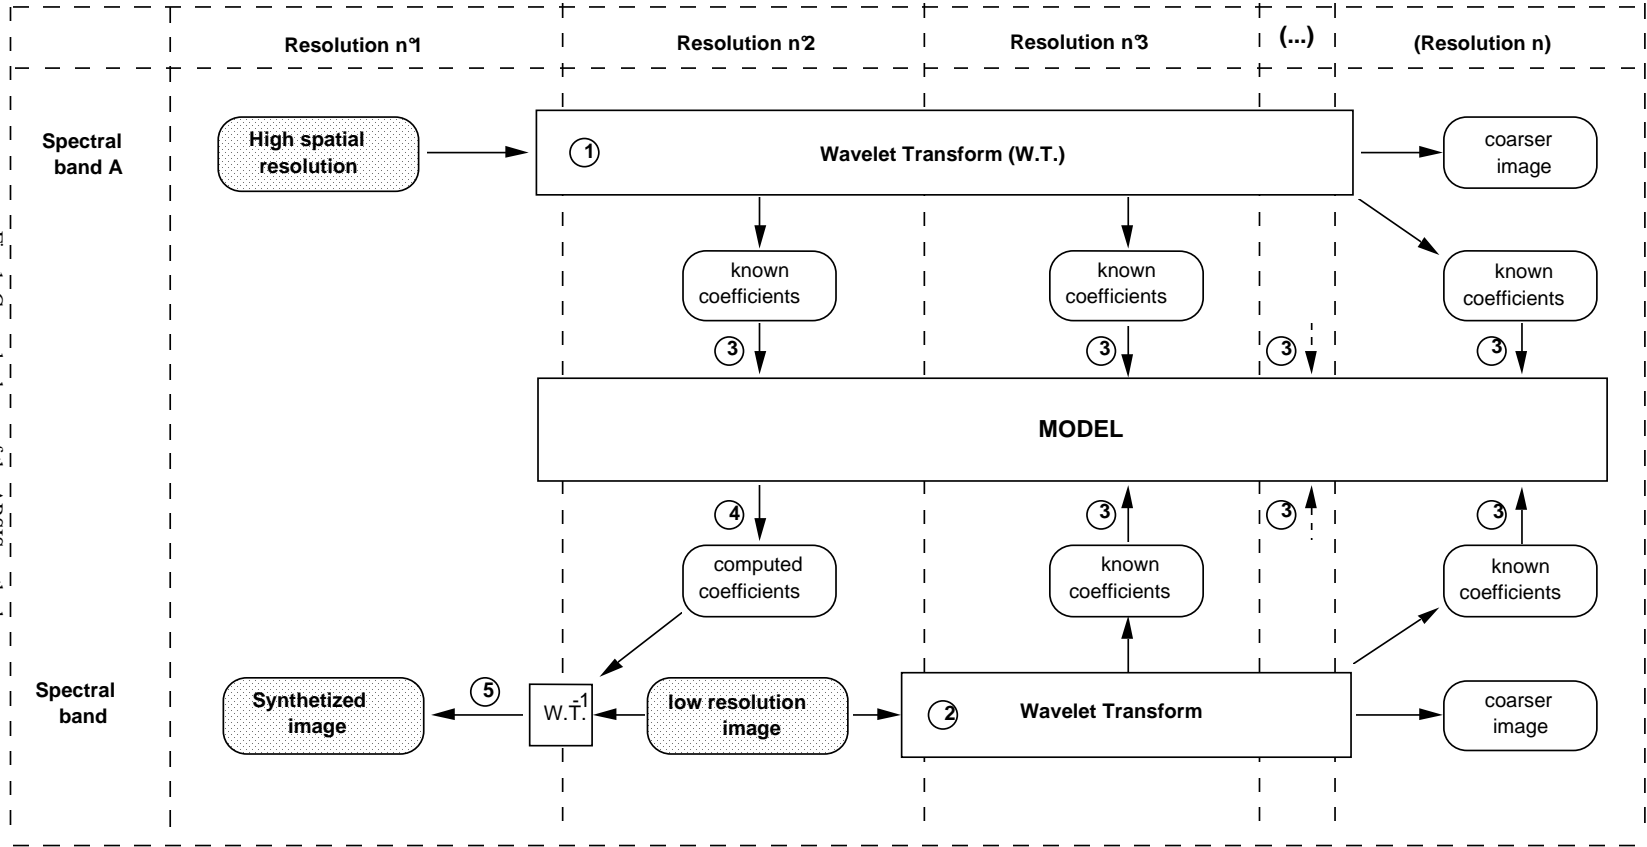 Resolution n°1
Resolution n°2
Resolution n°3
(...)
(Resolution n)
Spectral
band A
High spatial
resolution
1
Wavelet Transform (W.T.)
coarser
image
known
coefficients
known
coefficients
known
coefficients
3
3
3
3
MODEL
4
3
3
3
computed
coefficients
known
coefficients
known
coefficients
Spectral
band
Synthetized
image
5
W.T.-1
low resolution
image
2
Wavelet Transform
coarser
image